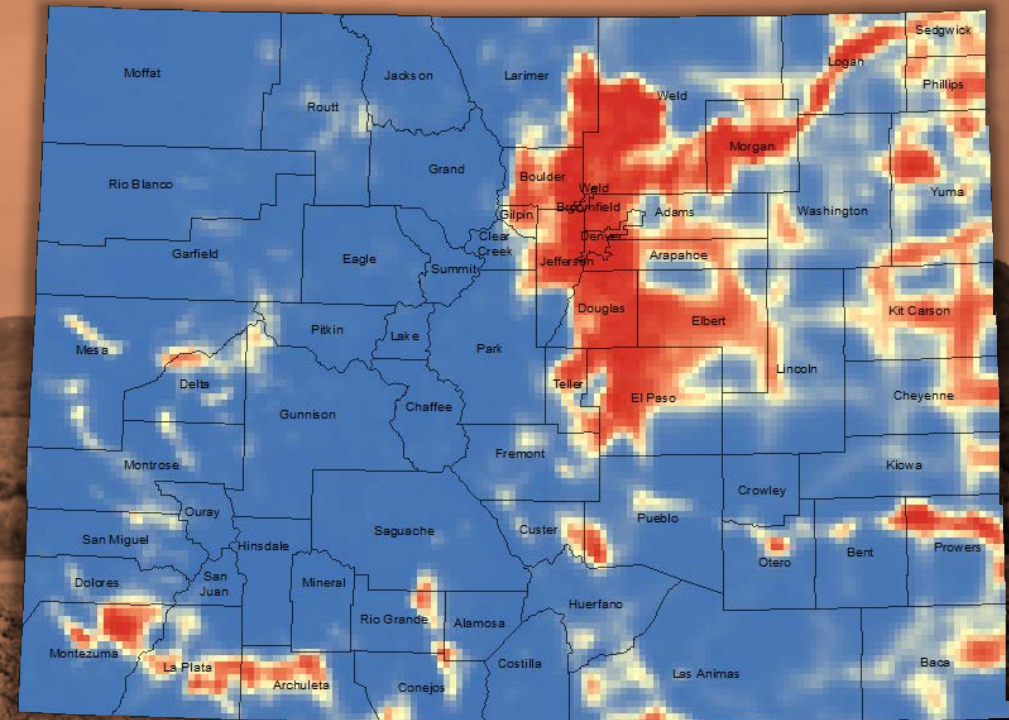 Sedgwick
Logan
Moffat
Jackson
Larimer
Phillips
Weld
Routt
Morgan
Grand
Boulder
Rio Blanco
Weld
Yuma
Broomfield
Gilpin
Adams
Washington
Clear
Creek
Denver
Garfield
Eagle
Jefferson
Arapahoe
Summit
Douglas
Kit Carson
Elbert
Pitkin
Lake
Mesa
Park
Lincoln
Delta
Teller
El Paso
Cheyenne
Chaffee
Gunnison
Fremont
Montrose
Kiowa
Crowley
Ouray
Pueblo
Saguache
Custer
San Miguel
Hinsdale
Prowers
Bent
Otero
San
Juan
Dolores
Mineral
Huerfano
Rio Grande
Alamosa
Montezuma
La Plata
Costilla
Baca
Las Animas
Archuleta
Conejos